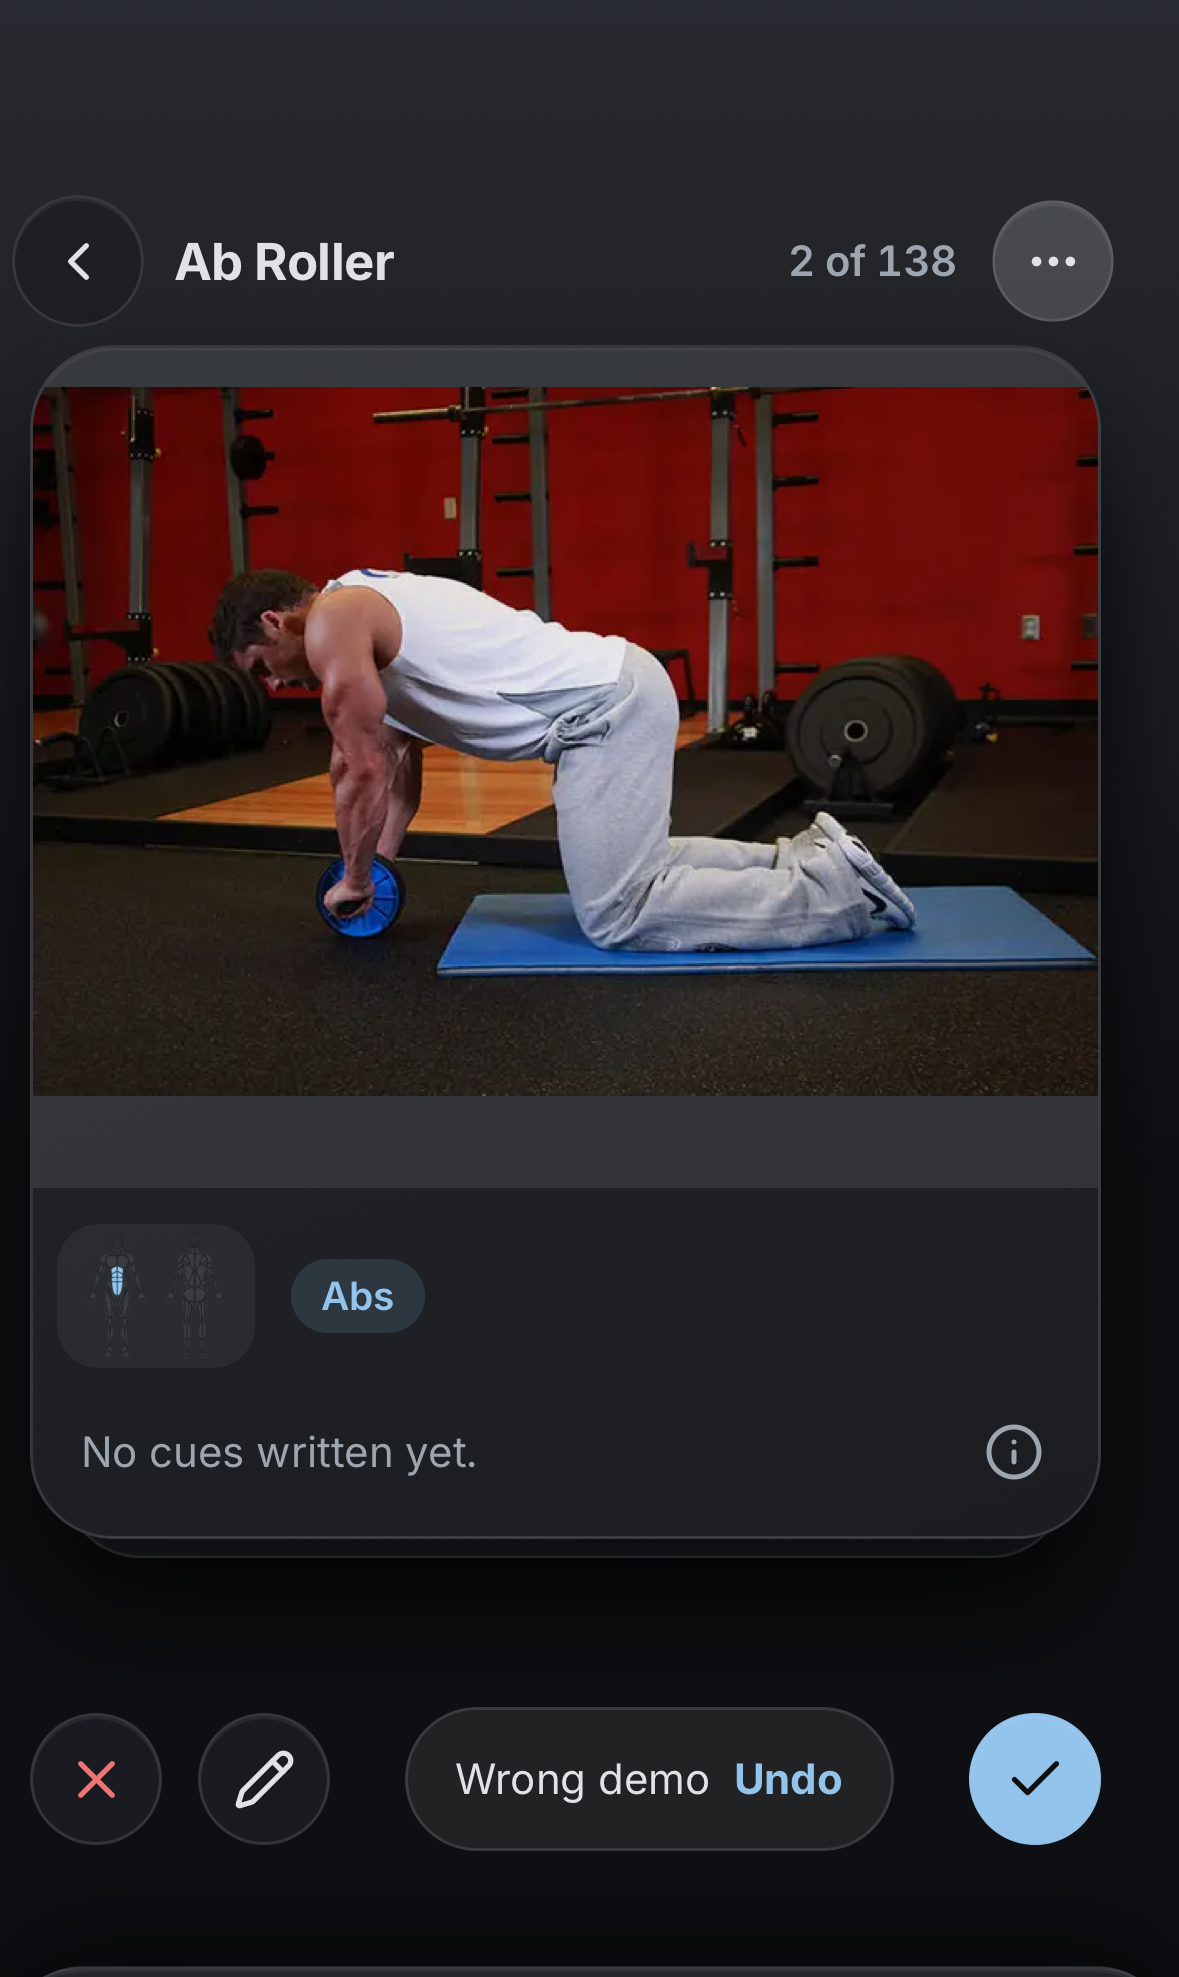 Ab Roller
2 of 138
Abs
No cues written yet.
Wrong demo Undo